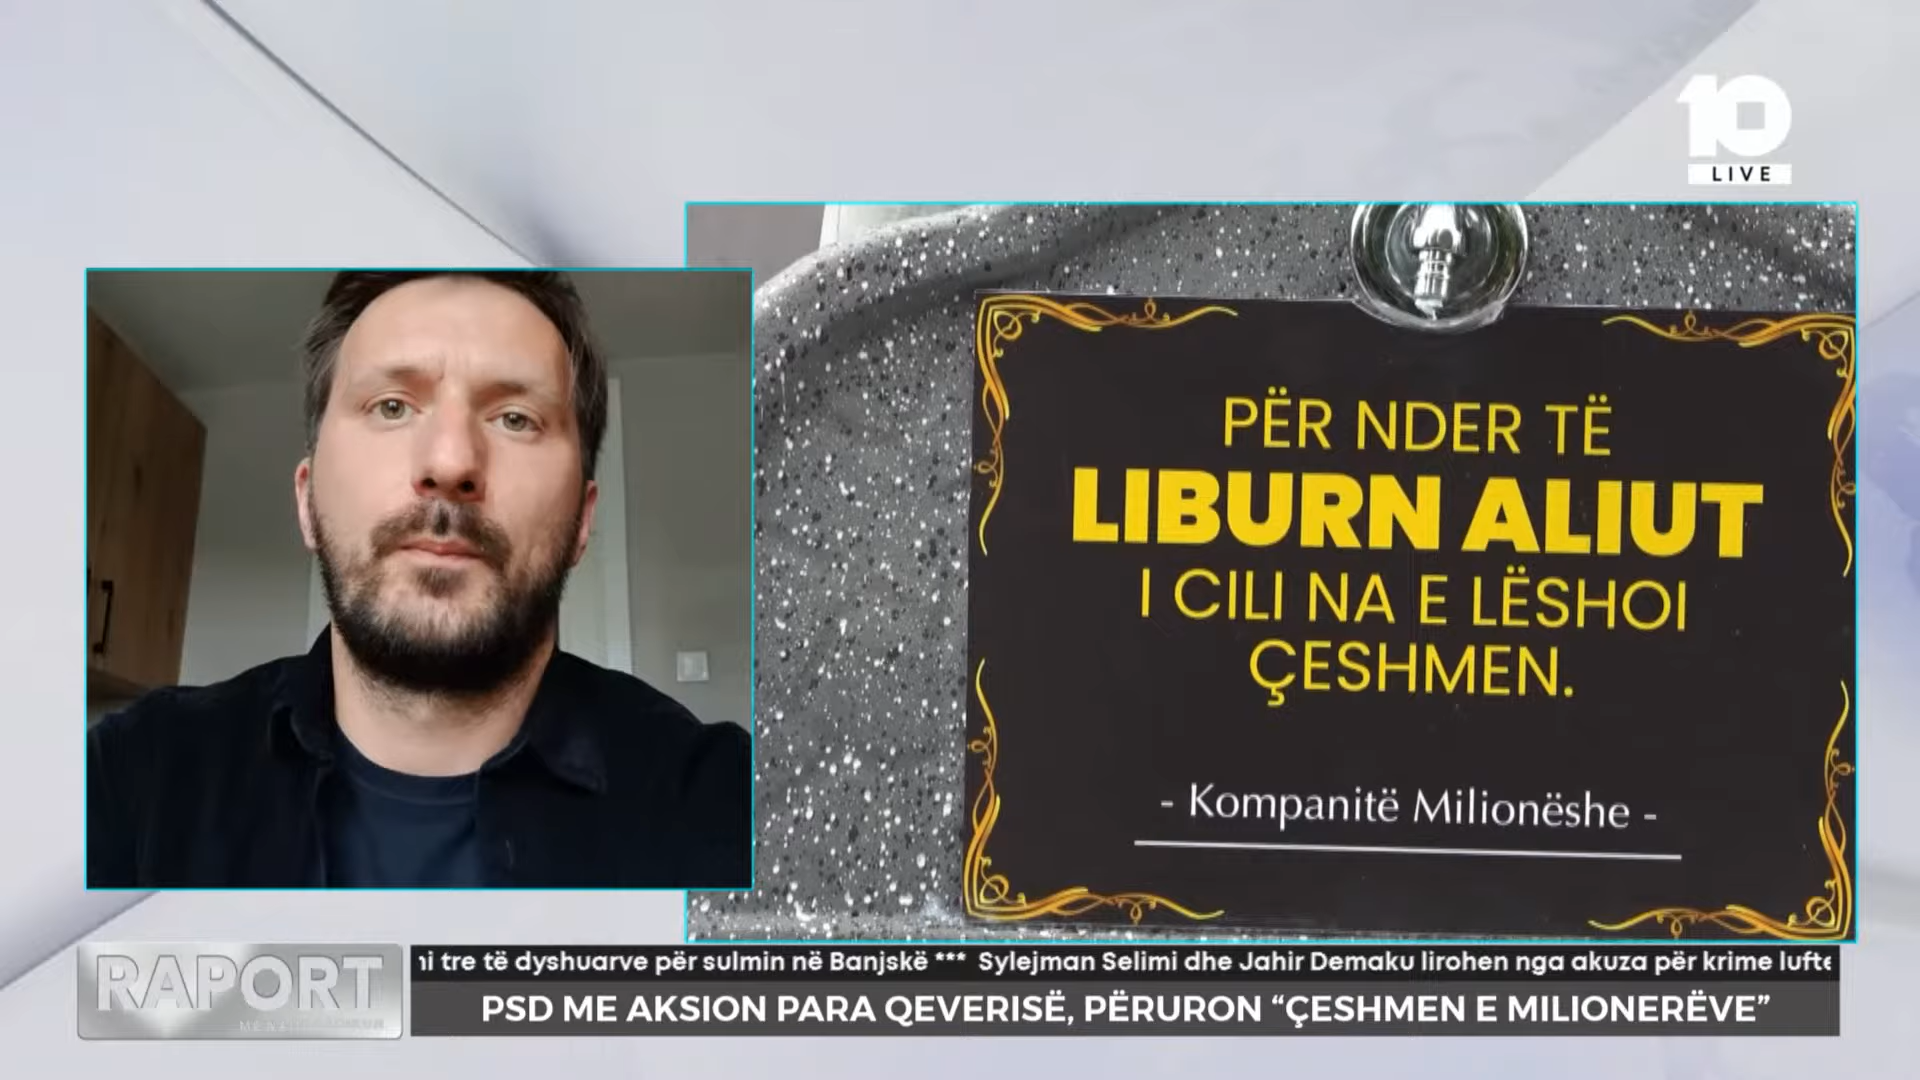 10
LIVE
PËR NDER TË
LIBURN ALIUT
I CILI NA E LËSHOI
ÇESHMEN.
- Kompanitë Milionëshe -
RAPORT
tre të dyshuarve për sulmin në Banjskë *** Sylejman Selimi dhe Jahir Demaku lirohen nga akuza për krime
PSD ME AKSION PARA QEVERISË, PËRURON “ÇESHMEN E MILIONERËVE”